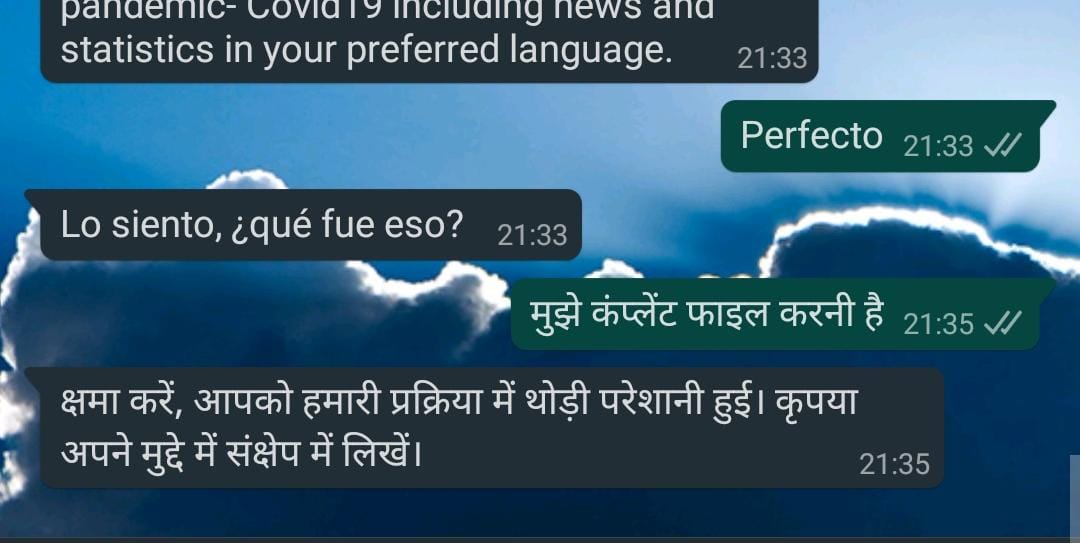 pandemic- Covid19 including news and
statistics in your preferred language. 21:33
Perfecto 21:33
Lo siento, ¿qué fue eso? 21:33
मुझे कंप्लेंट फाइल करनी है 21:35
क्षमा करें, आपको हमारी प्रक्रिया में थोड़ी परेशानी हुई। कृपया
अपने मुद्दे में संक्षेप में लिखें।
21:35